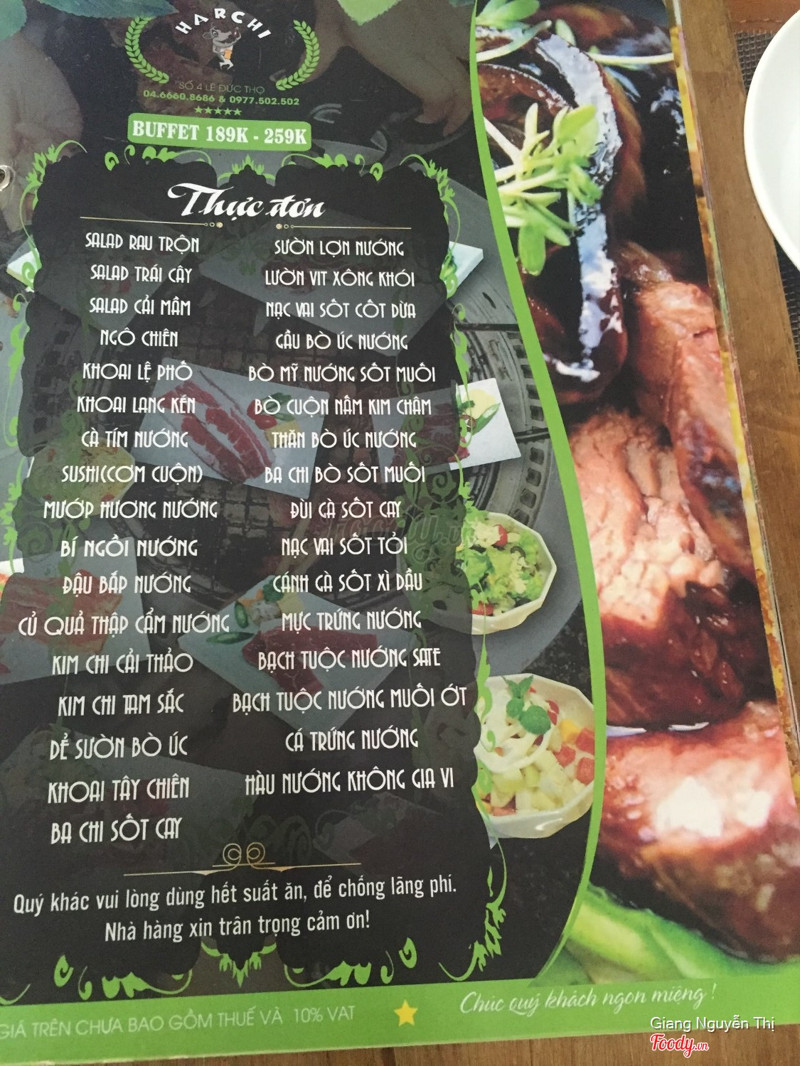 HARCHI
SỐ 4 LÊ ĐỨC THỌ
04.6660.8686 & 0977.502.502
BUFFET 189K - 259K
Thực đơn
SALAD RAU TRỘN
SALAD TRÁI CÂY
SALAD CẢI MẦM
NGÔ CHIÊN
KHOAI LỆ PHỐ
KHOAI LANG KÉN
CÀ TÍM NƯỚNG
SUSHI(CƠM CUỘN)
MƯỚP HƯƠNG NƯỚNG
BÍ NGÒI NƯỚNG
ĐẬU BẮP NƯỚNG
CỦ QUẢ THẬP CẨM NƯỚNG
KIM CHI CẢI THẢO
KIM CHI TAM SẮC
DẺ SƯỜN BÒ ÚC
KHOAI TÂY CHIÊN
BA CHỈ SỐT CAY
SƯỜN LỢN NƯỚNG
LƯỜN VỊT XÔNG KHÓI
NẠC VAI SỐT CỐT DỪA
GẦU BÒ ÚC NƯỚNG
BÒ MỸ NƯỚNG SỐT MUỐI
BÒ CUỘN NẤM KIM CHÂM
THĂN BÒ ÚC NƯỚNG
BA CHỈ BÒ SỐT MUỐI
ĐÙI GÀ SỐT CAY
NẠC VAI SỐT TỎI
CÁNH GÀ SỐT XÌ DẦU
MỰC TRỨNG NƯỚNG
BẠCH TUỘC NƯỚNG SATE
BẠCH TUỘC NƯỚNG MUỐI ỚT
CÁ TRỨNG NƯỚNG
HÀU NƯỚNG KHÔNG GIA VỊ
Quý khác vui lòng dùng hết suất ăn, để chống lãng phí.
Nhà hàng xin trân trọng cảm ơn!
GIÁ TRÊN CHƯA BAO GỒM THUẾ VÀ 10% VAT
Chúc quý khách ngon miệng !
Giang Nguyễn Thị
Foody.vn